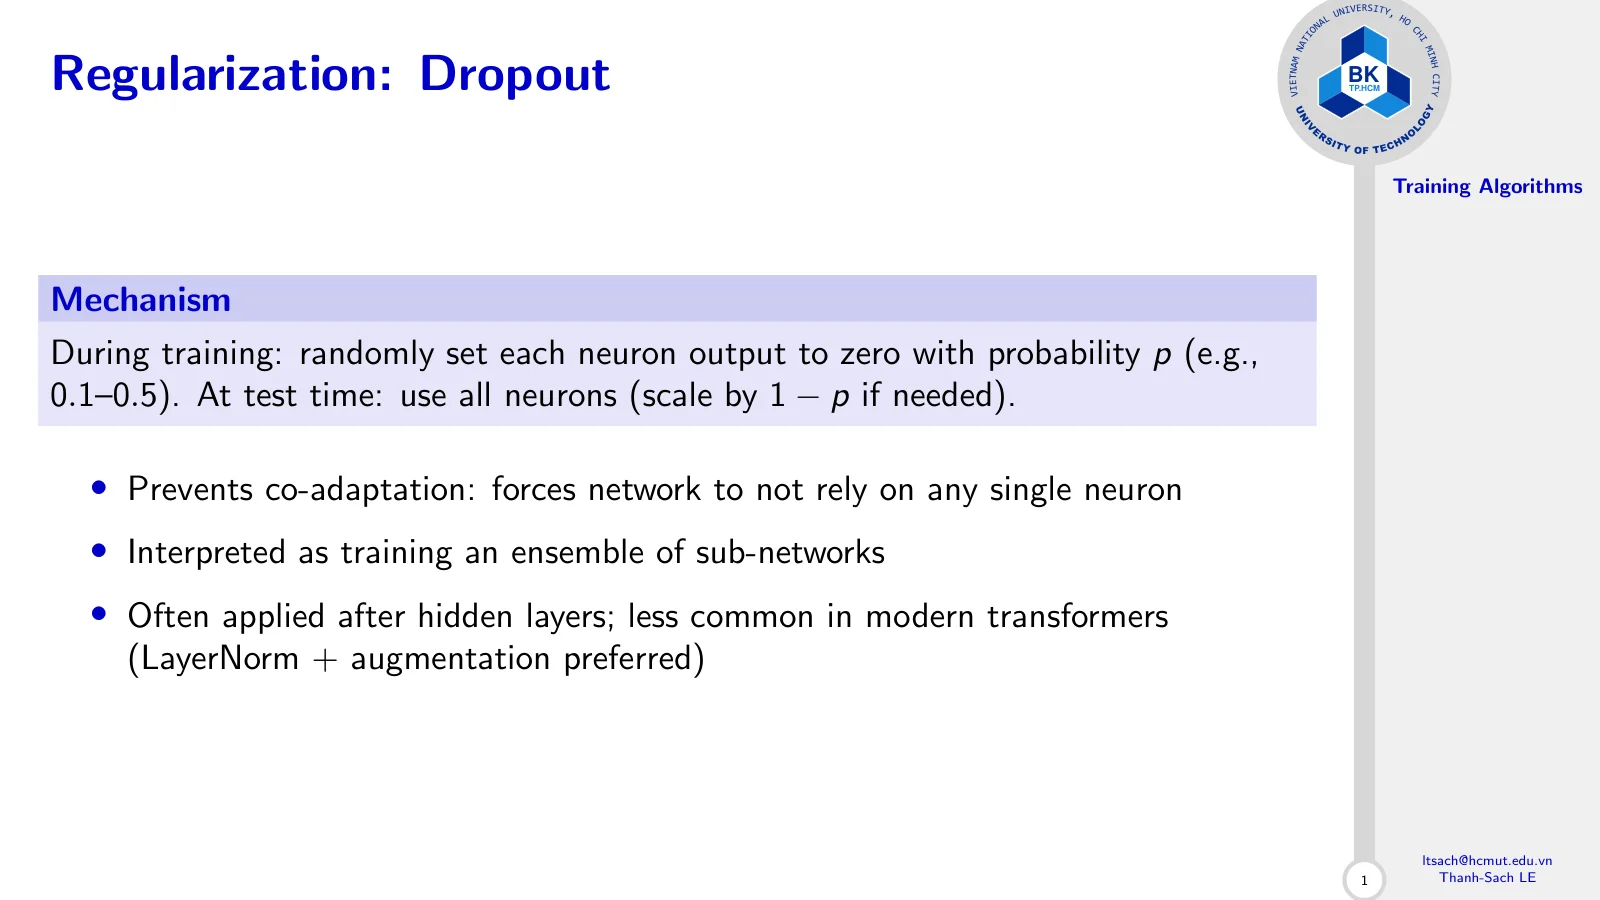 Regularization: Dropout
VIETNAM NATIONAL UNIVERSITY, HO CHI MINH CITY
BK
TP.HCM
UNIVERSITY OF TECHNOLOGY
Training Algorithms
Mechanism
During training: randomly set each neuron output to zero with probability p (e.g.,
0.1–0.5). At test time: use all neurons (scale by 1 − p if needed).
• Prevents co-adaptation: forces network to not rely on any single neuron
• Interpreted as training an ensemble of sub-networks
• Often applied after hidden layers; less common in modern transformers
(LayerNorm + augmentation preferred)
ltsach@hcmut.edu.vn
Thanh-Sach LE
1